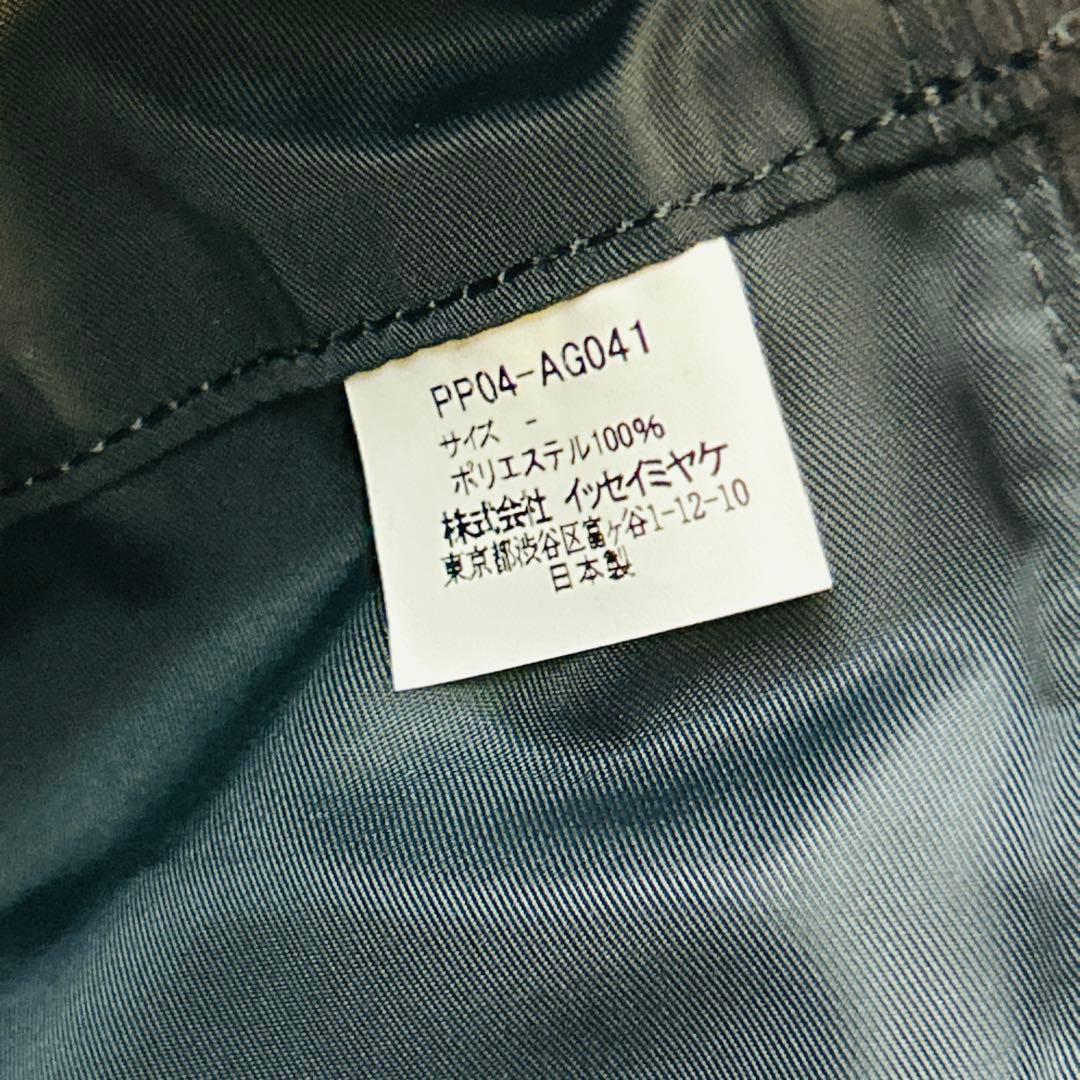 PP04-AG041
サイズ -
ポリエステル100%
株式会社 イッセイミヤケ
東京都渋谷区富ヶ谷1-12-10
日本製